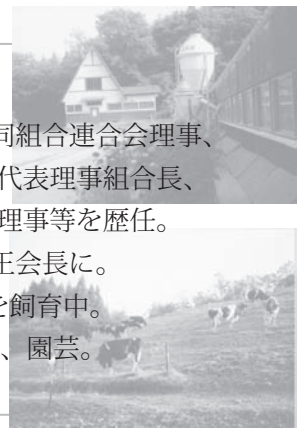 同組合連合会理事、
代表理事組合長、
理事等を歴任。
会長に。
を飼育中。
、園芸。